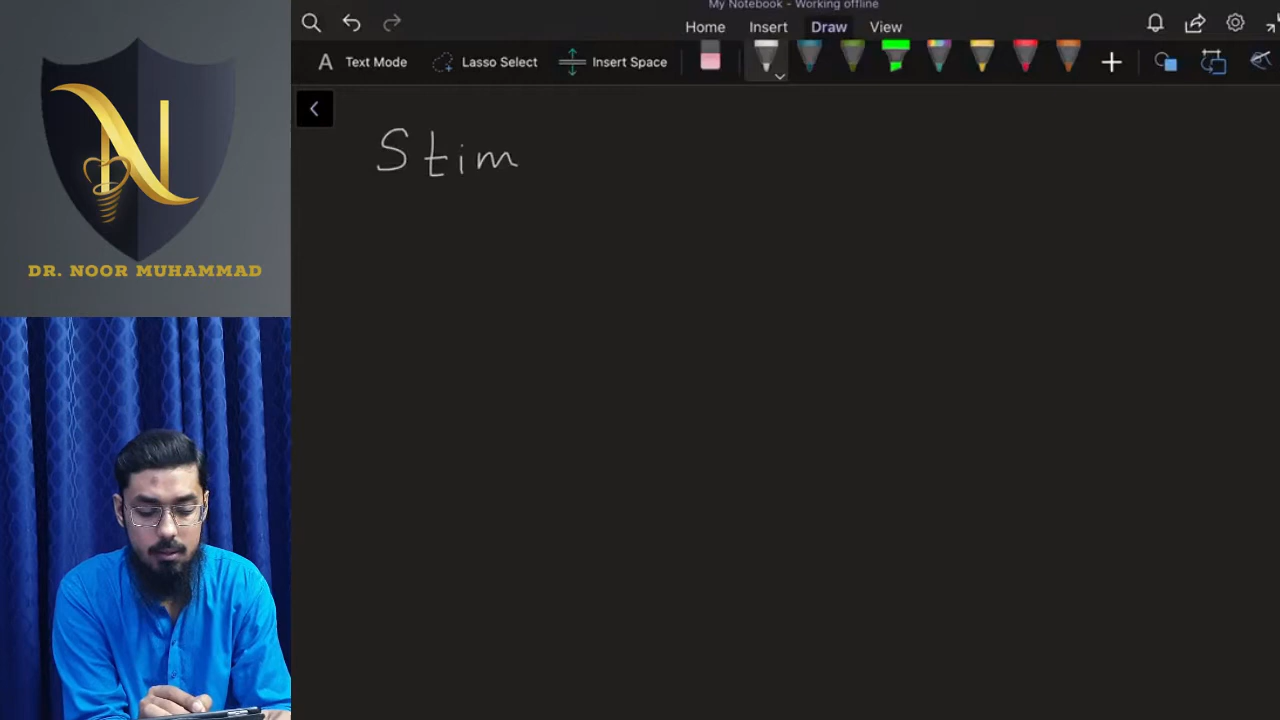 My Notebook - Working offline
Home Insert Draw View
Text Mode Lasso Select Insert Space
Stim
N
DR. NOOR MUHAMMAD